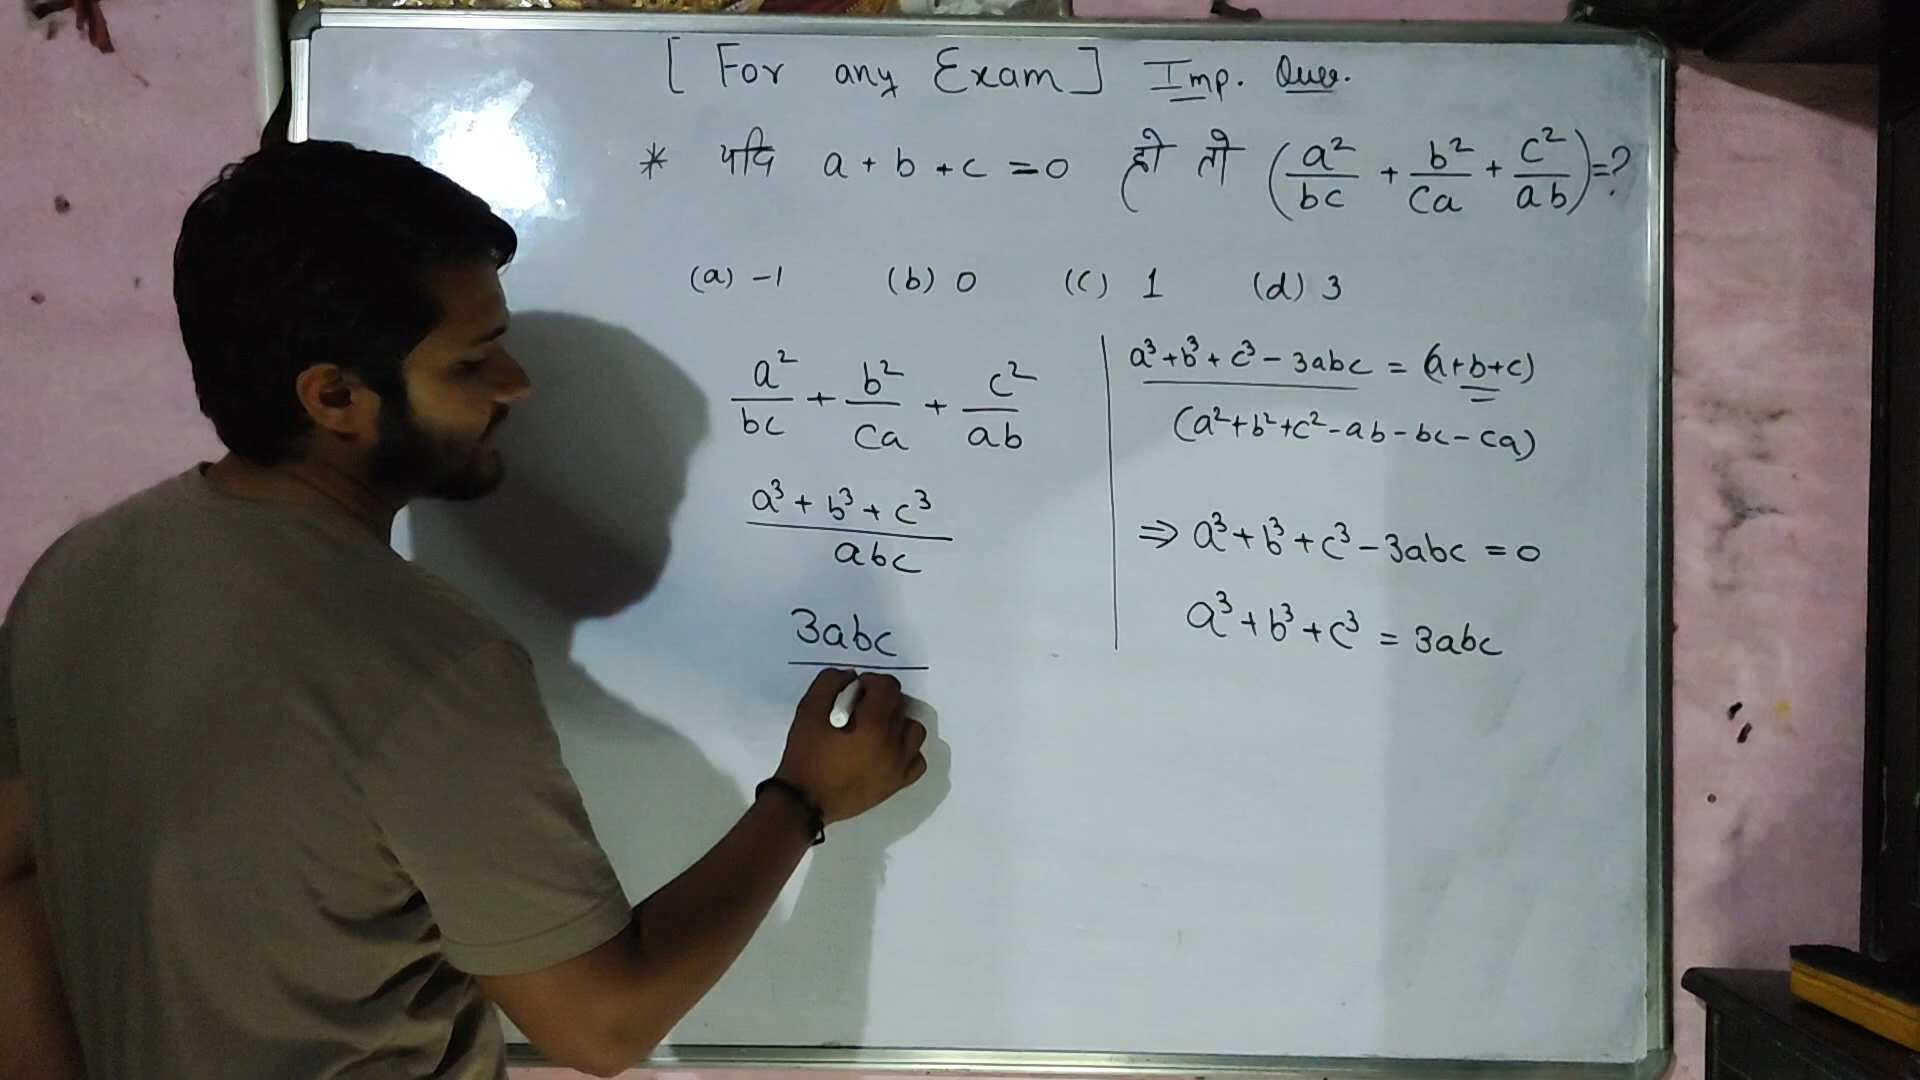 [ For any Exam ] Imp. Ques.
* यदि a + b + c = 0 हो तो (a²/bc + b²/ca + c²/ab) = ?
(a) -1 (b) 0 (c) 1 (d) 3
a²/bc + b²/ca + c²/ab
a³ + b³ + c³ / abc
3abc
a³ + b³ + c³ - 3abc = (a+b+c)
(a² + b² + c² - ab - bc - ca)
⇒ a³ + b³ + c³ - 3abc = 0
a³ + b³ + c³ = 3abc